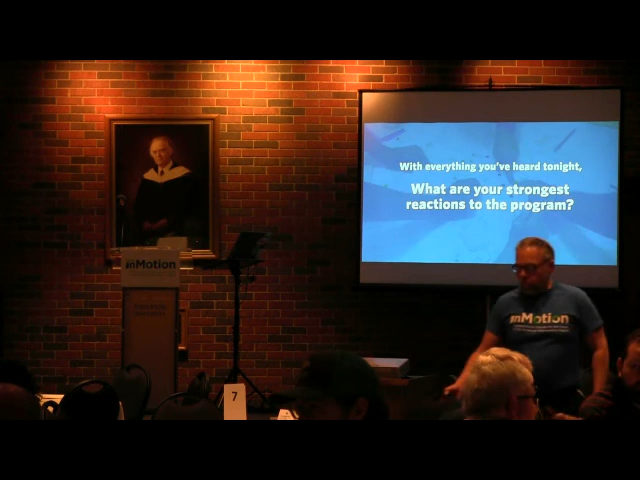 With everything you've heard tonight,
What are your strongest
reactions to the program?
inMotion
inMotion
7